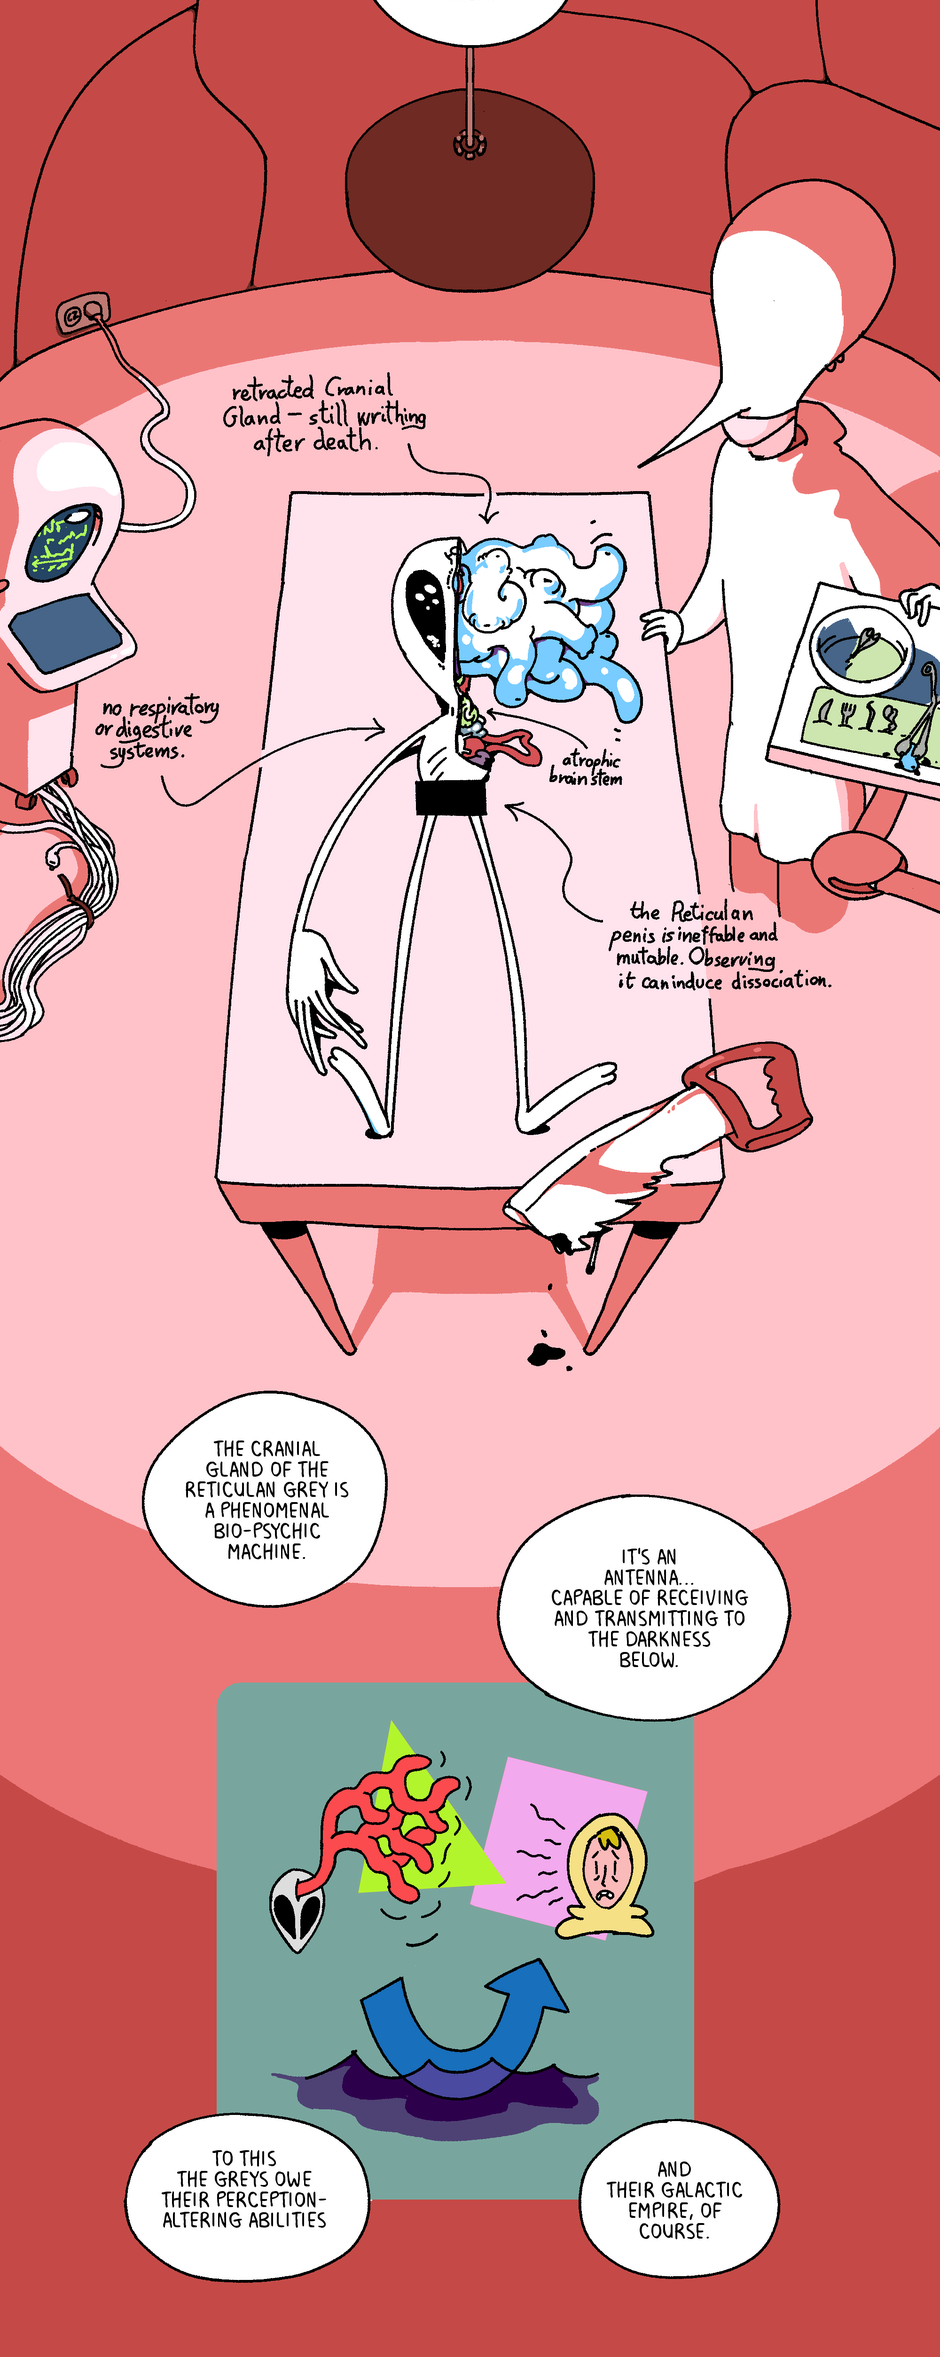 retracted Cranial
Gland – still writhing
after death.
no respiratory
or digestive
systems.
atrophic
brain stem
the Reticulan
penis is ineffable and
mutable. Observing
it can induce dissociation.
THE CRANIAL
GLAND OF THE
RETICULAN GREY IS
A PHENOMENAL
BIO-PSYCHIC
MACHINE.
IT'S AN
ANTENNA...
CAPABLE OF RECEIVING
AND TRANSMITTING TO
THE DARKNESS
BELOW.
TO THIS
THE GREYS OWE
THEIR PERCEPTION-
ALTERING ABILITIES
AND
THEIR GALACTIC
EMPIRE, OF
COURSE.